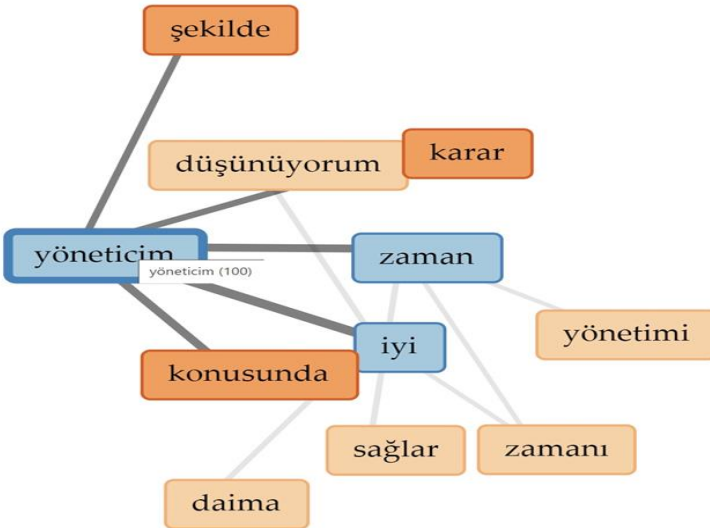 şekilde
düşünüyorum
karar
yöneticim
yöneticim (100)
zaman
yönetimi
iyi
konusunda
sağlar
zamanı
daima